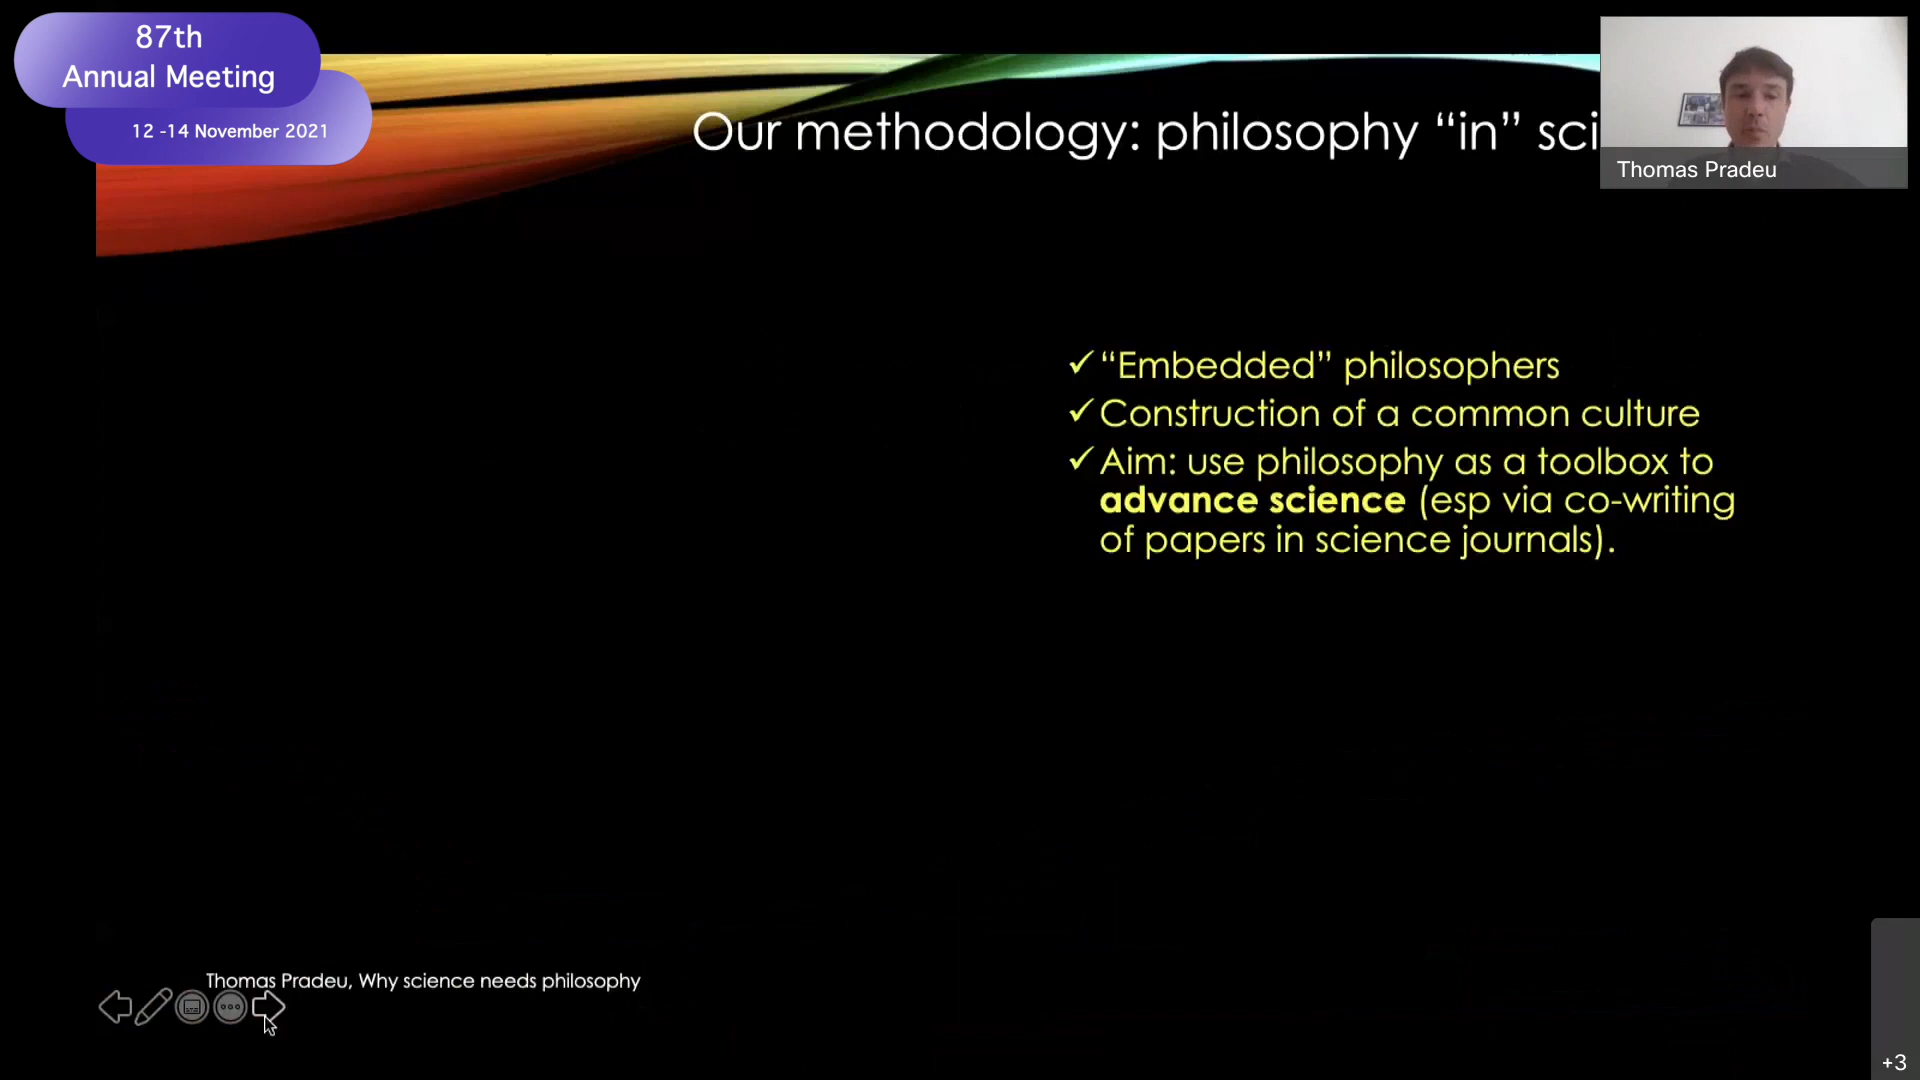 87th
Annual Meeting
12 -14 November 2021
Our methodology: philosophy “in” sci
Thomas Pradeu
✓“Embedded” philosophers
✓Construction of a common culture
✓Aim: use philosophy as a toolbox to
advance science (esp via co-writing
of papers in science journals).
Thomas Pradeu, Why science needs philosophy
+3